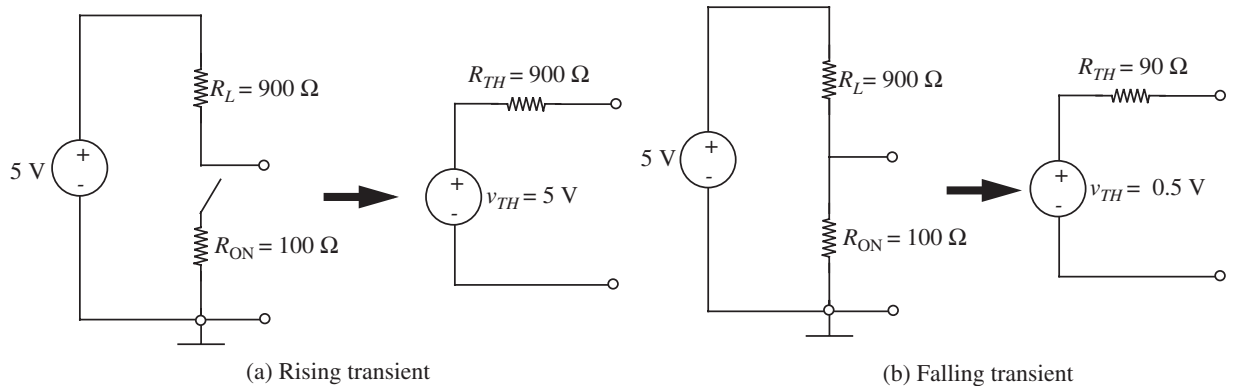 R_L = 900 Ω
5 V
+
-
R_ON = 100 Ω
R_TH = 900 Ω
+
-
v_TH = 5 V
(a) Rising transient
R_L = 900 Ω
5 V
+
-
R_ON = 100 Ω
R_TH = 90 Ω
+
-
v_TH = 0.5 V
(b) Falling transient